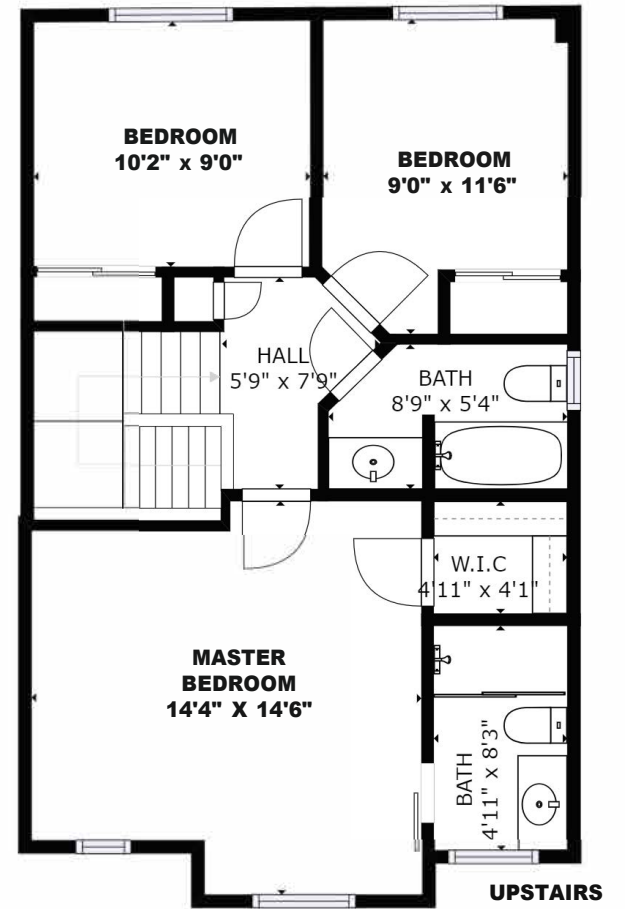 BEDROOM
10'2" x 9'0"
BEDROOM
9'0" x 11'6"
HALL
5'9" x 7'9"
BATH
8'9" x 5'4"
W.I.C
4'11" x 4'1"
MASTER
BEDROOM
14'4" X 14'6"
BATH
4'11" x 8'3"
UPSTAIRS